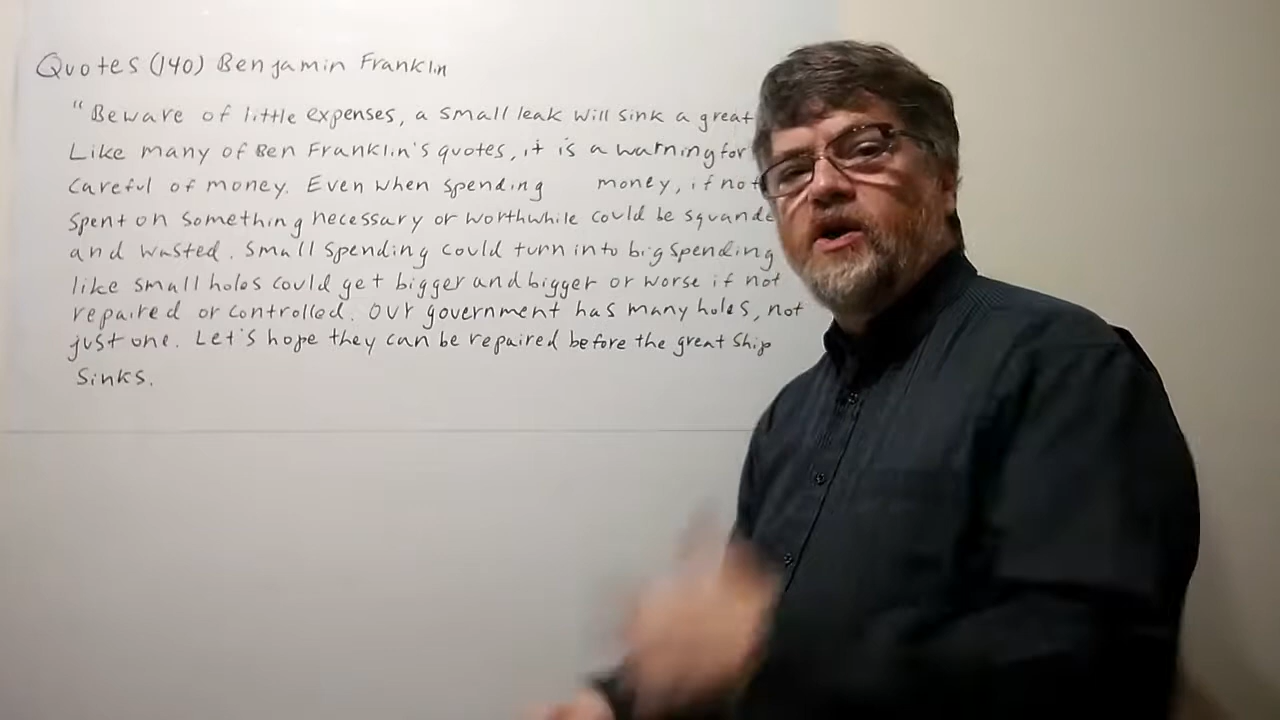 Quotes (140) Benjamin Franklin
"Beware of little expenses, a small leak will sink a great
Like many of Ben Franklin's quotes, it is a warning for
careful of money. Even when spending money, if not
spent on something necessary or worthwhile could be squande
and wasted. Small spending could turn into big spending
like small holes could get bigger and bigger or worse if not
repaired or controlled. Our government has many holes, not
just one. Let's hope they can be repaired before the great ship
sinks.